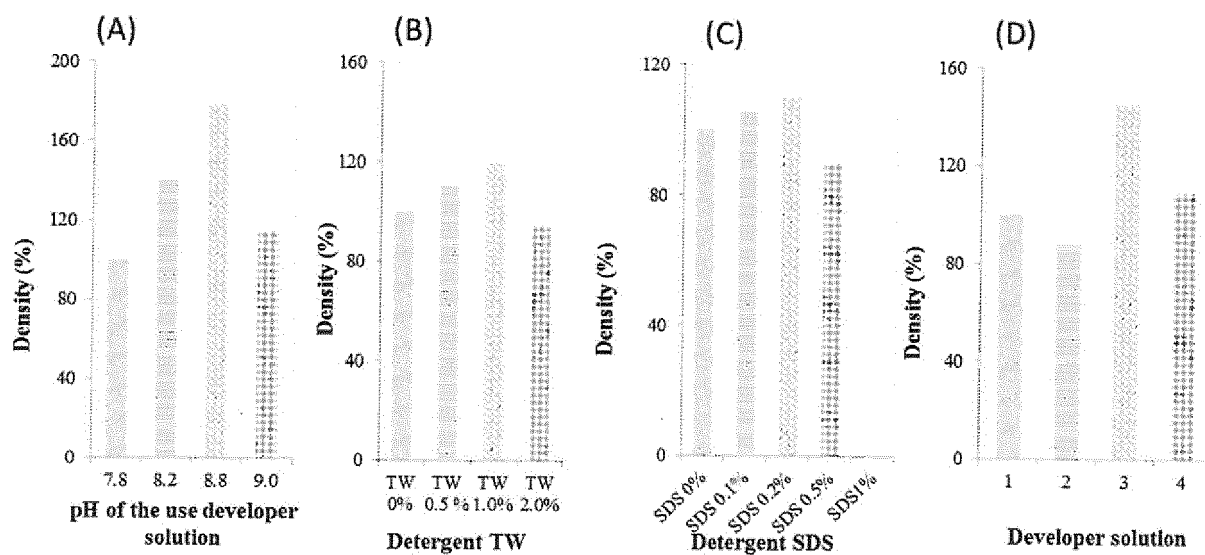 (A)
200
160
120
80
40
0
Density (%)
7.8 8.2 8.8 9.0
pH of the use developer
solution
(B)
160
120
80
40
0
Density (%)
TW TW TW TW
0% 0.5 % 1.0% 2.0%
Detergent TW
(C)
120
80
40
0
Density (%)
SDS 0% SDS 0.1% SDS 0.2% SDS 0.5% SDS1%
Detergent SDS
(D)
160
120
80
40
0
Density (%)
1 2 3 4
Developer solution